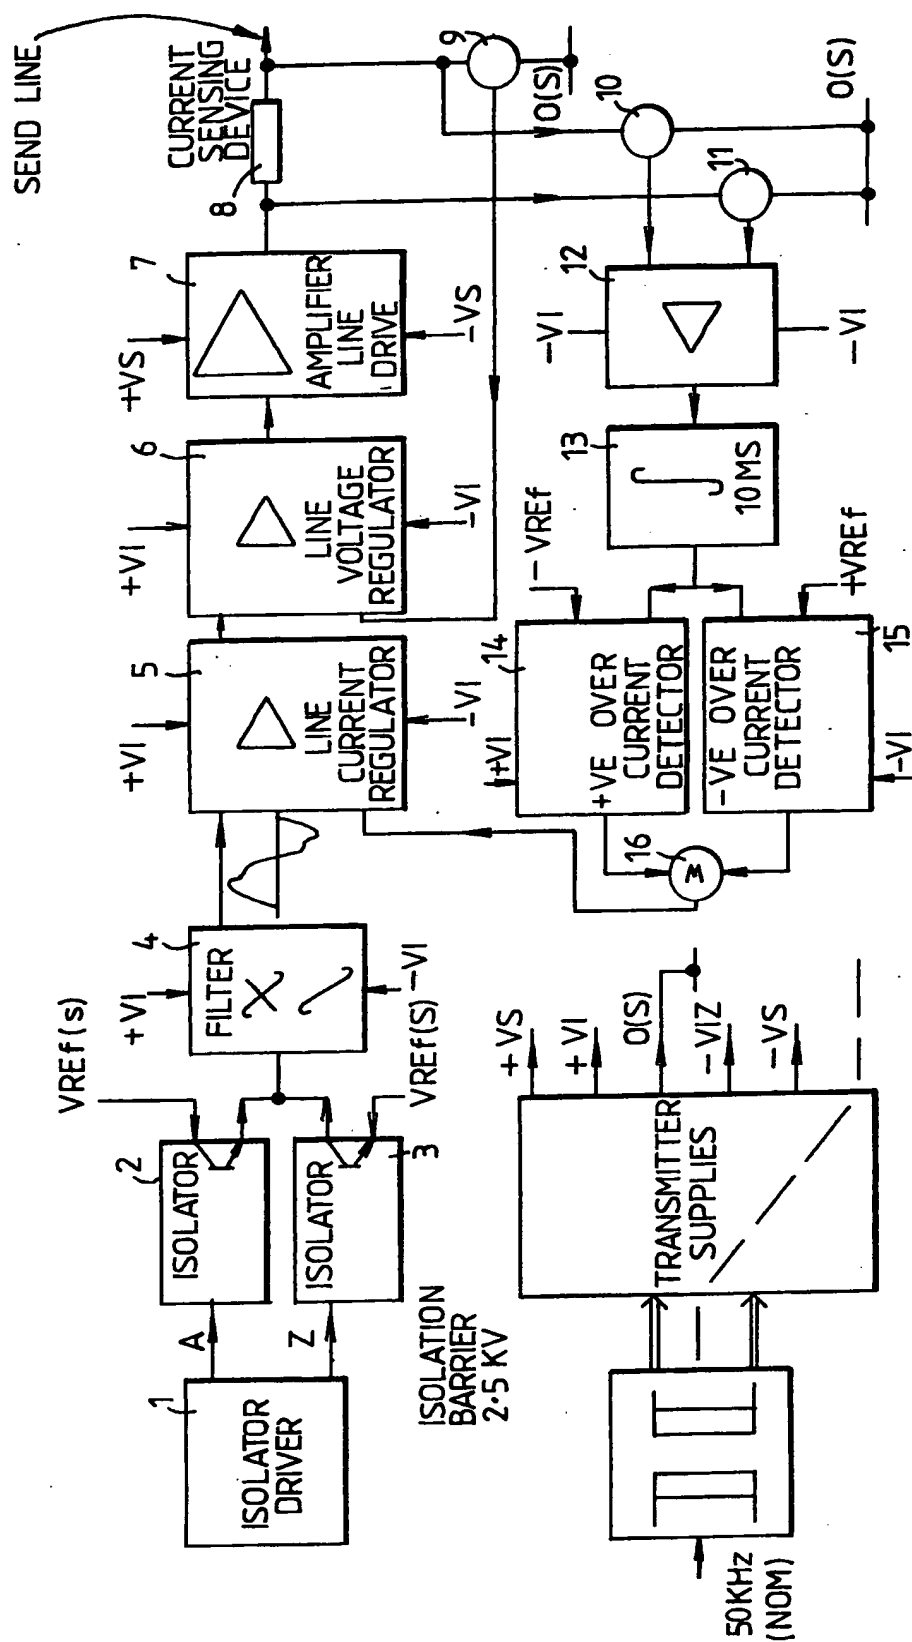 SEND LINE
CURRENT
SENSING
DEVICE
8
9
O(S)
10
11
O(S)
+VS
7
AMPLIFIER
LINE
DRIVE
-VS
+VI
6
LINE
VOLTAGE
REGULATOR
-VI
+VI
5
LINE
CURRENT
REGULATOR
-VI
VREf(s)
+VI
4
FILTER
-VI
VREf(S)
2
ISOLATOR
3
ISOLATOR
A
Z
1
ISOLATOR
DRIVER
ISOLATION
BARRIER
2·5 KV
12
-VI
-VI
13
10MS
-VREf
14
+VI
+VE OVER
CURRENT
DETECTOR
+VREf
15
-VE OVER
CURRENT
DETECTOR
-VI
16
+VS
+VI
O(S)
-VIZ
-VS
TRANSMITTER
SUPPLIES
50KHz
(NOM)